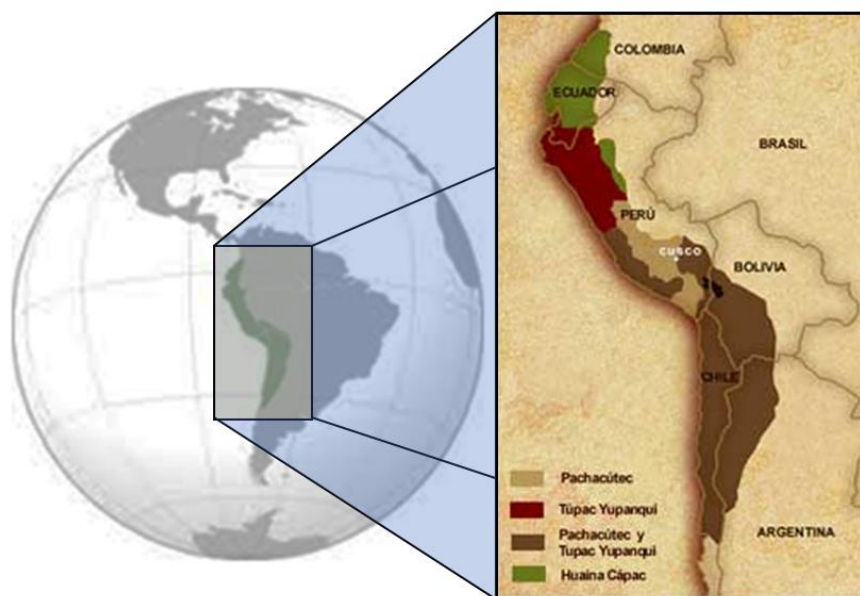 COLOMBIA
ECUADOR
BRASIL
PERÚ
CUSCO
BOLIVIA
CHILE
Pachacútec
Túpac Yupanqui
Pachacútec y
Tupac Yupanqui
ARGENTINA
Huaina Cápac